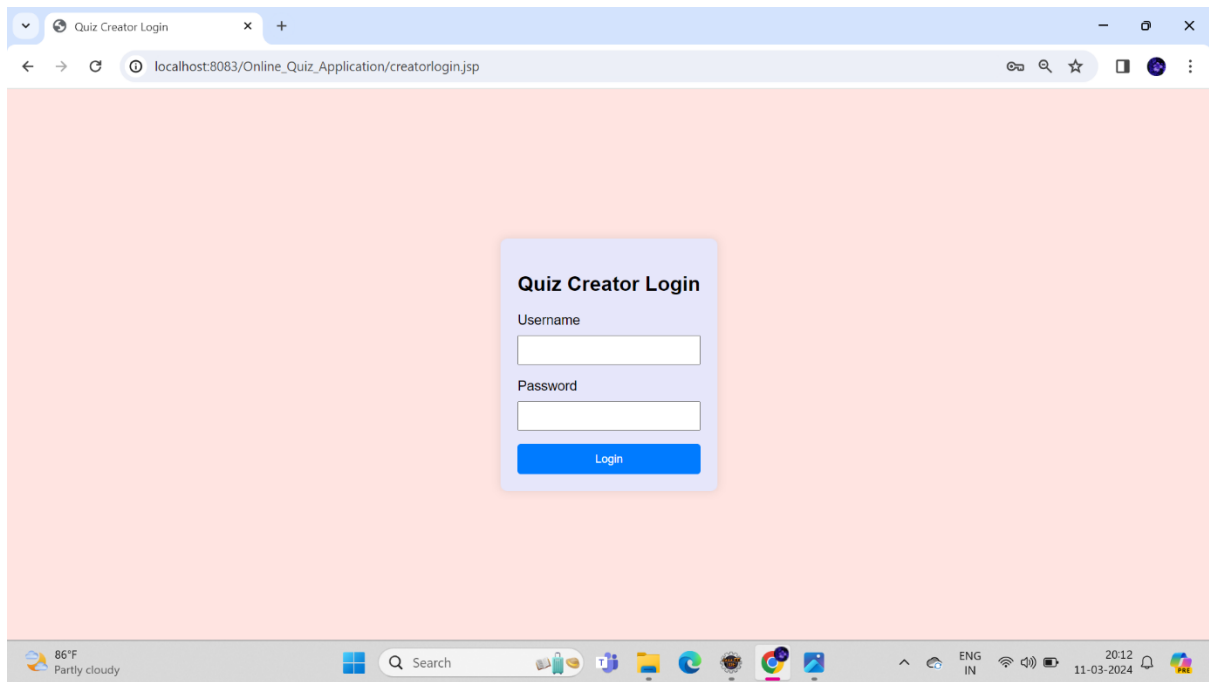 Quiz Creator Login
localhost:8083/Online_Quiz_Application/creatorlogin.jsp
Quiz Creator Login
Username
Password
Login
86°F
Partly cloudy
Search
ENG
IN
20:12
11-03-2024
PRE